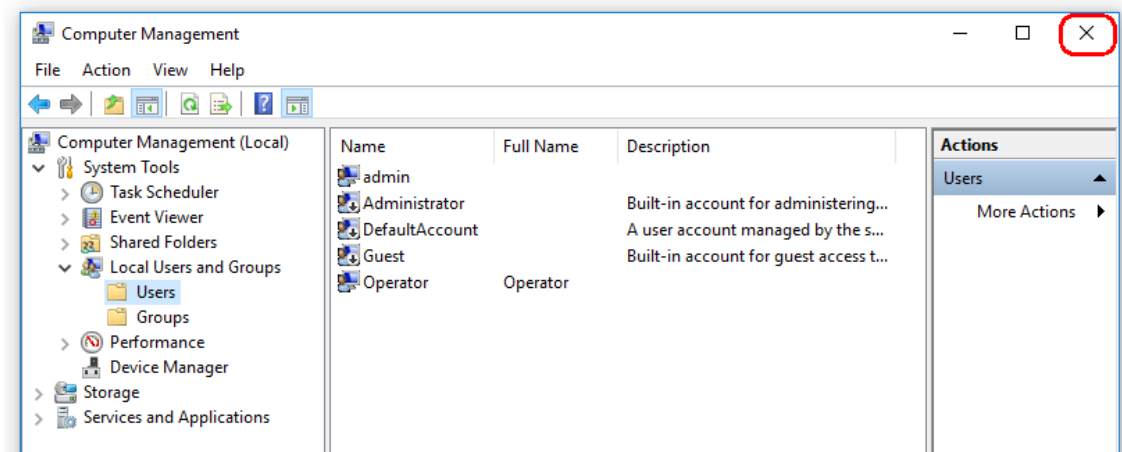 Computer Management
File Action View Help
Computer Management (Local)
System Tools
Task Scheduler
Event Viewer
Shared Folders
Local Users and Groups
Users
Groups
Performance
Device Manager
Storage
Services and Applications
Name Full Name Description
admin
Administrator Built-in account for administering...
DefaultAccount A user account managed by the s...
Guest Built-in account for guest access t...
Operator Operator
Actions
Users
More Actions